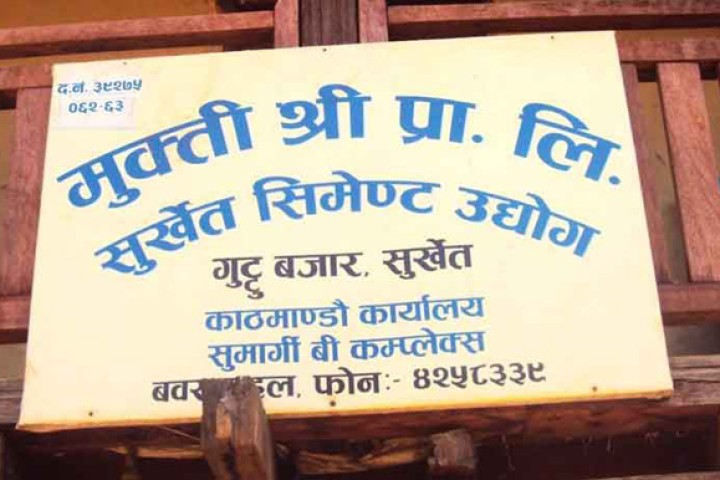 द.नं. ३९२७५
०६२-६३
मुक्ती श्री प्रा. लि.
सुर्खेत सिमेण्ट उद्योग
गुट्टु बजार, सुर्खेत
काठमाण्डौ कार्यालय
सुमार्गी बी कम्प्लेक्स
फोन:- ४२५८३३९